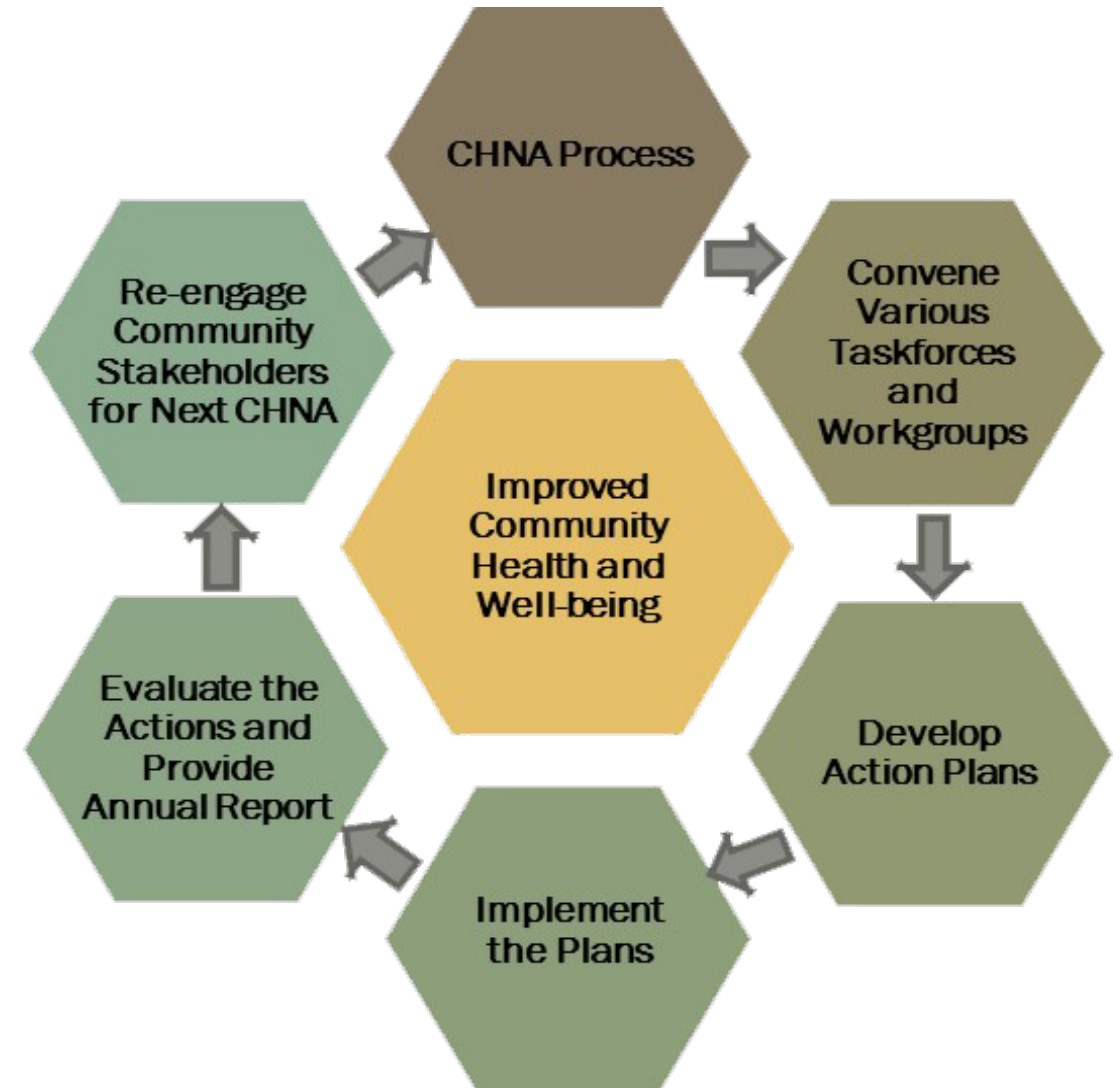 CHNA Process
Convene
Various
Taskforces
and
Workgroups
Develop
Action Plans
Implement
the Plans
Evaluate the
Actions and
Provide
Annual Report
Re-engage
Community
Stakeholders
for Next CHNA
Improved
Community
Health and
Well-being